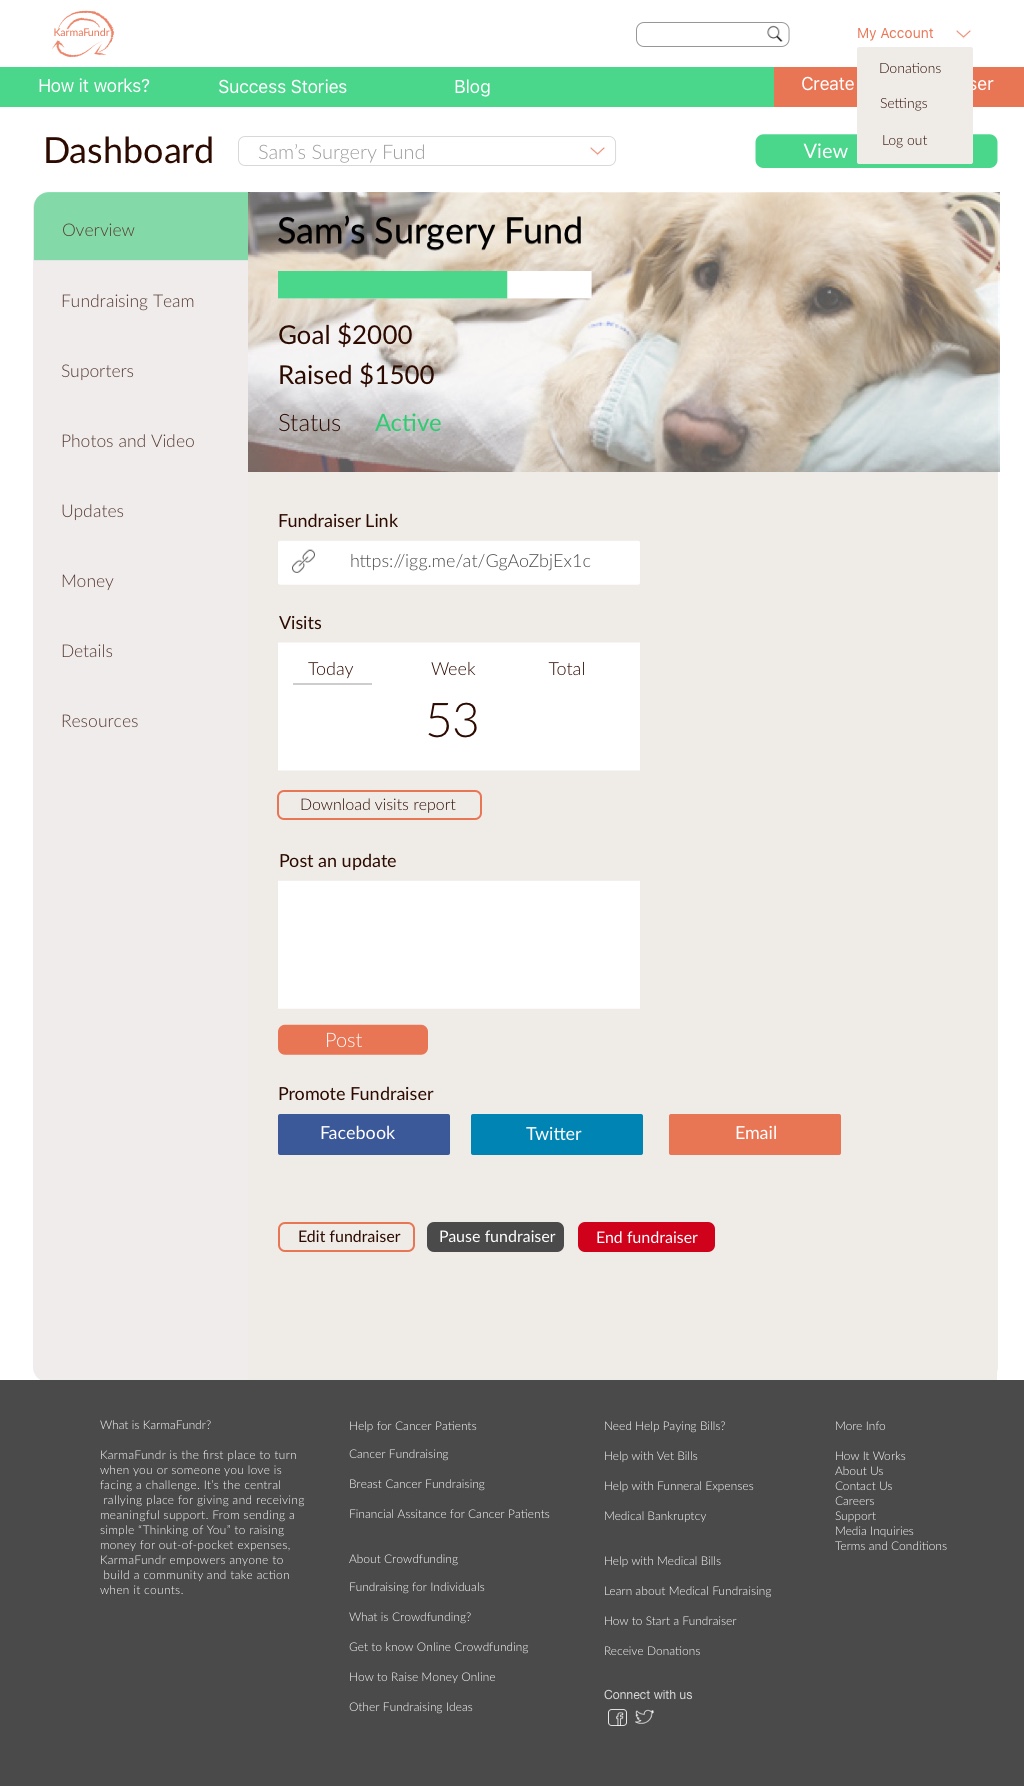 KarmaFundr
My Account
How it works?
Success Stories
Blog
Create
ser
Donations
Settings
Log out
Dashboard
Sam's Surgery Fund
View
Overview
Fundraising Team
Suporters
Photos and Video
Updates
Money
Details
Resources
Sam's Surgery Fund
Goal $2000
Raised $1500
Status Active
Fundraiser Link
https://igg.me/at/GgAoZbjEx1c
Visits
Today Week Total
53
Download visits report
Post an update
Post
Promote Fundraiser
Facebook Twitter Email
Edit fundraiser Pause fundraiser End fundraiser
What is KarmaFundr?
KarmaFundr is the first place to turn
when you or someone you love is
facing a challenge. It's the central
rallying place for giving and receiving
meaningful support. From sending a
simple “Thinking of You” to raising
money for out-of-pocket expenses,
KarmaFundr empowers anyone to
build a community and take action
when it counts.
Help for Cancer Patients
Cancer Fundraising
Breast Cancer Fundraising
Financial Assitance for Cancer Patients
About Crowdfunding
Fundraising for Individuals
What is Crowdfunding?
Get to know Online Crowdfunding
How to Raise Money Online
Other Fundraising Ideas
Need Help Paying Bills?
Help with Vet Bills
Help with Funneral Expenses
Medical Bankruptcy
Help with Medical Bills
Learn about Medical Fundraising
How to Start a Fundraiser
Receive Donations
Connect with us
More Info
How It Works
About Us
Contact Us
Careers
Support
Media Inquiries
Terms and Conditions